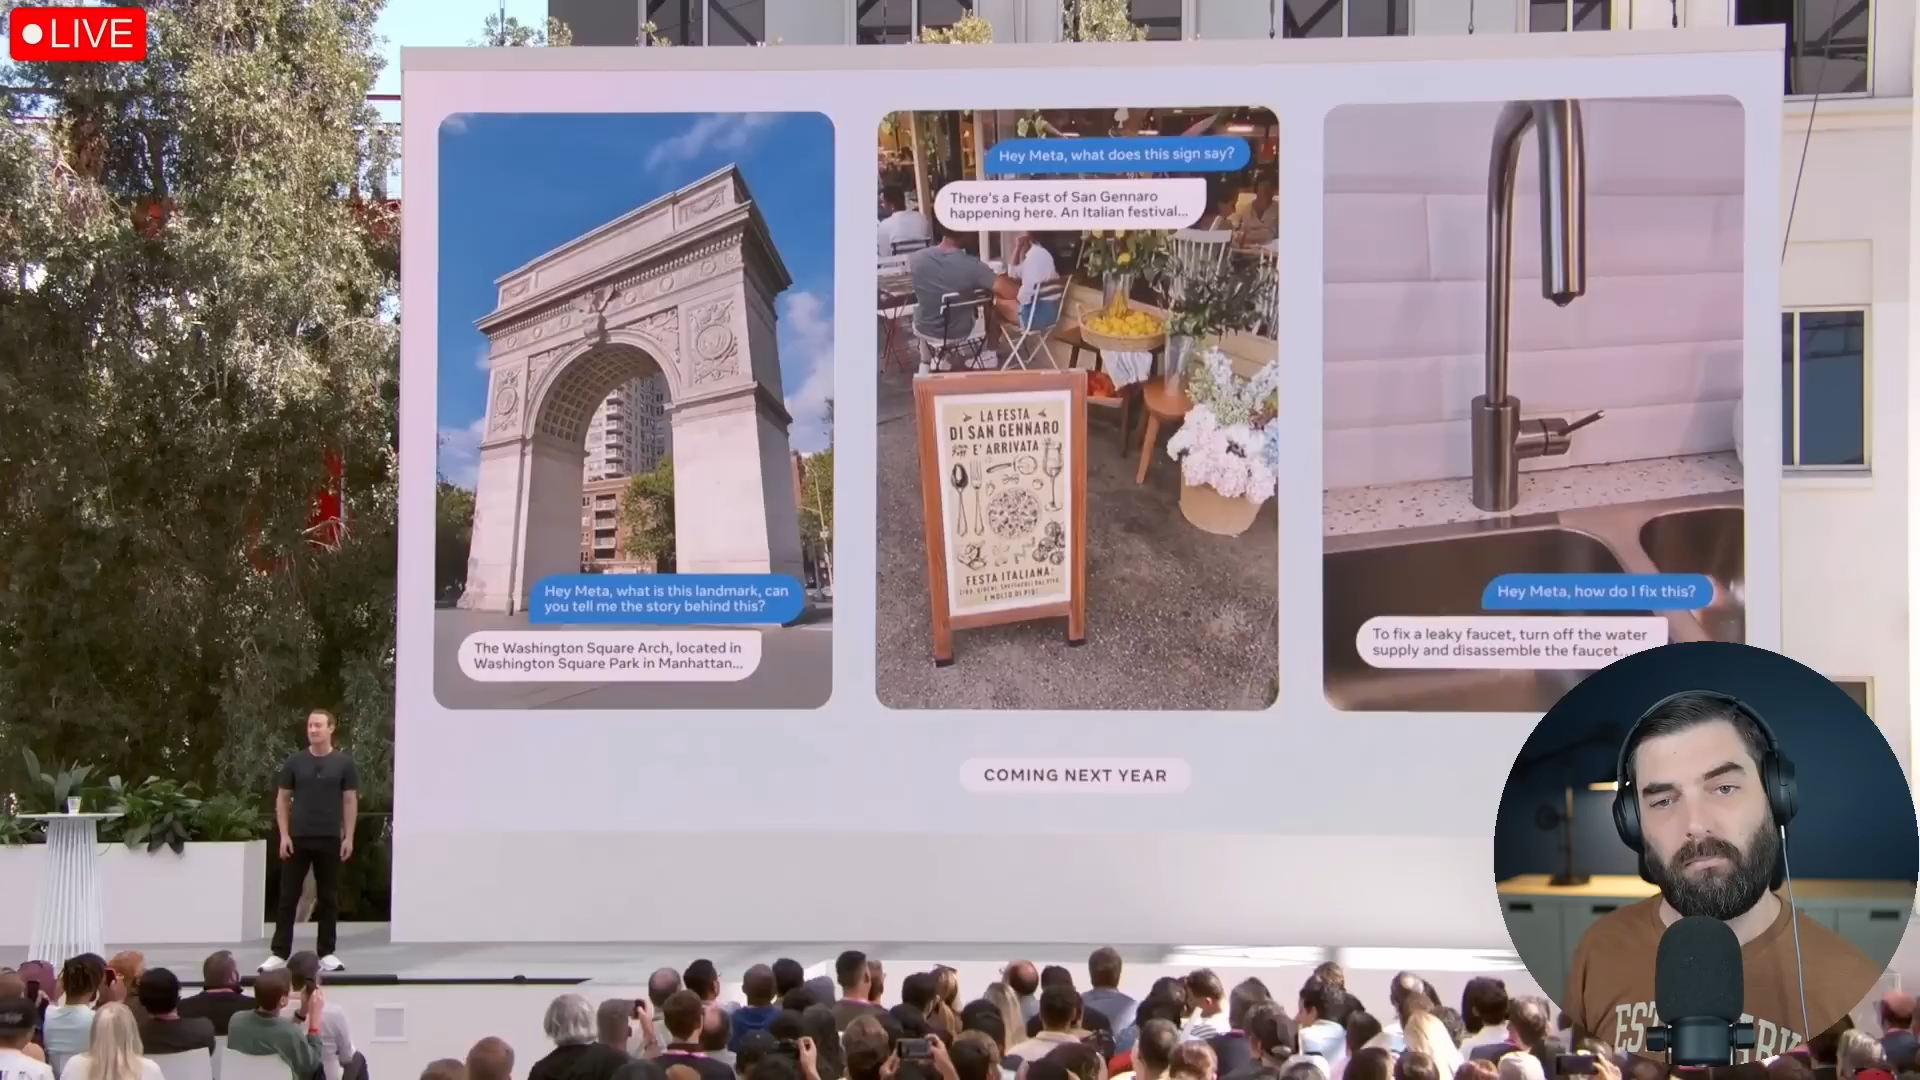 LIVE
Hey Meta, what is this landmark, can
you tell me the story behind this?
The Washington Square Arch, located in
Washington Square Park in Manhattan...
Hey Meta, what does this sign say?
There's a Feast of San Gennaro
happening here. An Italian festival...
LA FESTA
DI SAN GENNARO
E' ARRIVATA
FESTA ITALIANA:
E MOLTO DI PIÙ!
Hey Meta, how do I fix this?
To fix a leaky faucet, turn off the water
supply and disassemble the faucet...
COMING NEXT YEAR